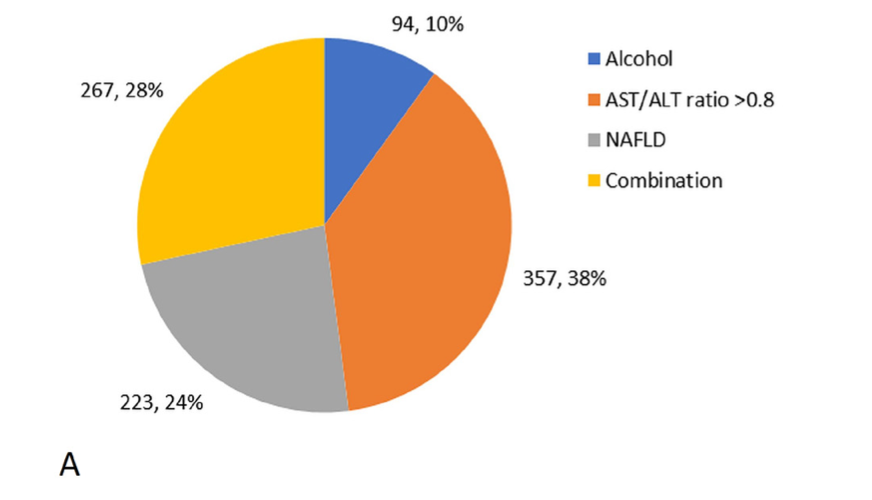 94, 10%
267, 28%
357, 38%
223, 24%
Alcohol
AST/ALT ratio >0.8
NAFLD
Combination
A